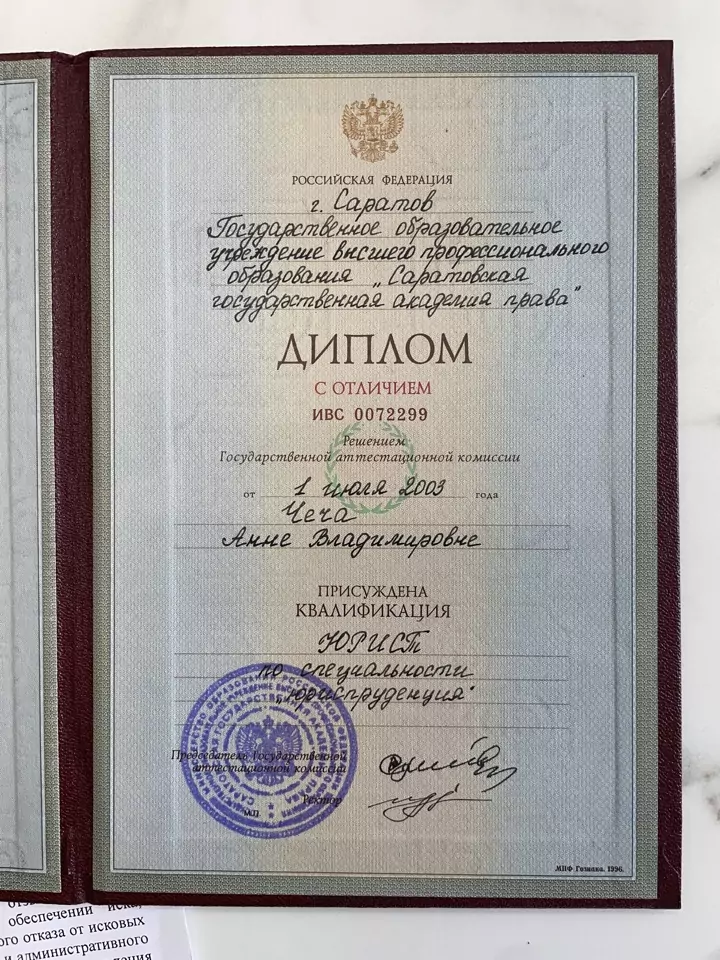 РОССИЙСКАЯ ФЕДЕРАЦИЯ
г. Саратов
Государственное образовательное
учреждение высшего профессионального
образования „Саратовская
государственная академия права"
ДИПЛОМ
С ОТЛИЧИЕМ
ИВС 0072299
Решением
Государственной аттестационной комиссии
от 1 июля 2003 года
Чеча
Анне Владимировне
ПРИСУЖДЕНА
КВАЛИФИКАЦИЯ
ЮРИСТ
по специальности
„юриспруденция"
Председатель Государственной
аттестационной комиссии
Ректор
М.П.
МПФ Гознака. 1996.
обеспечении иска,
ого отказа от исковых
и административного